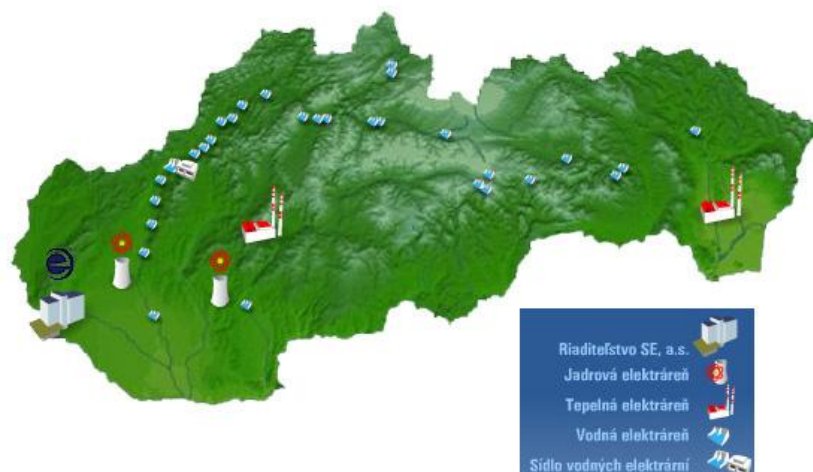 Riaditeľstvo SE, a.s.
Jadrová elektráreň
Tepelná elektráreň
Vodná elektráreň
Sídlo vodných elektrární